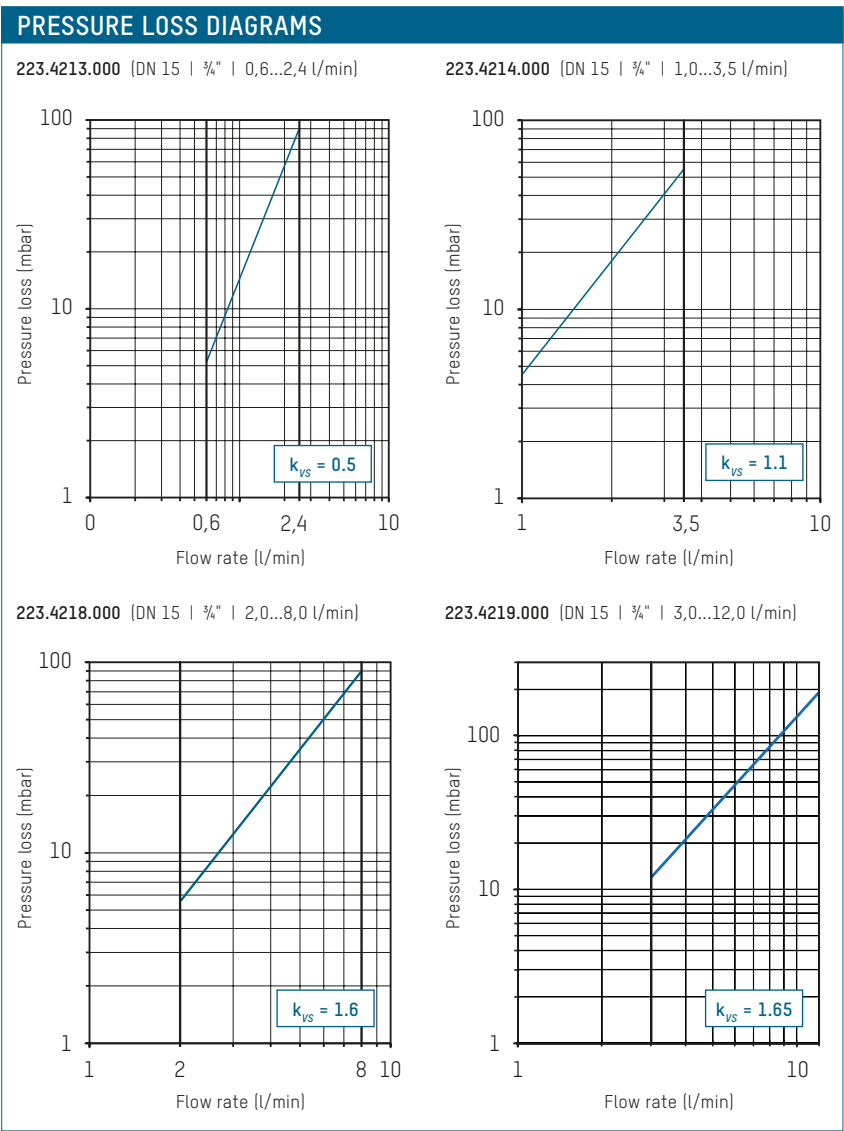 PRESSURE LOSS DIAGRAMS
223.4213.000 (DN 15 | ¾" | 0,6...2,4 l/min)
100
10
1
Pressure loss (mbar)
k_vs = 0.5
0 0,6 2,4 10
Flow rate (l/min)
223.4214.000 (DN 15 | ¾" | 1,0...3,5 l/min)
100
10
1
Pressure loss (mbar)
k_vs = 1.1
1 3,5 10
Flow rate (l/min)
223.4218.000 (DN 15 | ¾" | 2,0...8,0 l/min)
100
10
1
Pressure loss (mbar)
k_vs = 1.6
1 2 8 10
Flow rate (l/min)
223.4219.000 (DN 15 | ¾" | 3,0...12,0 l/min)
100
10
1
Pressure loss (mbar)
k_vs = 1.65
1 10
Flow rate (l/min)